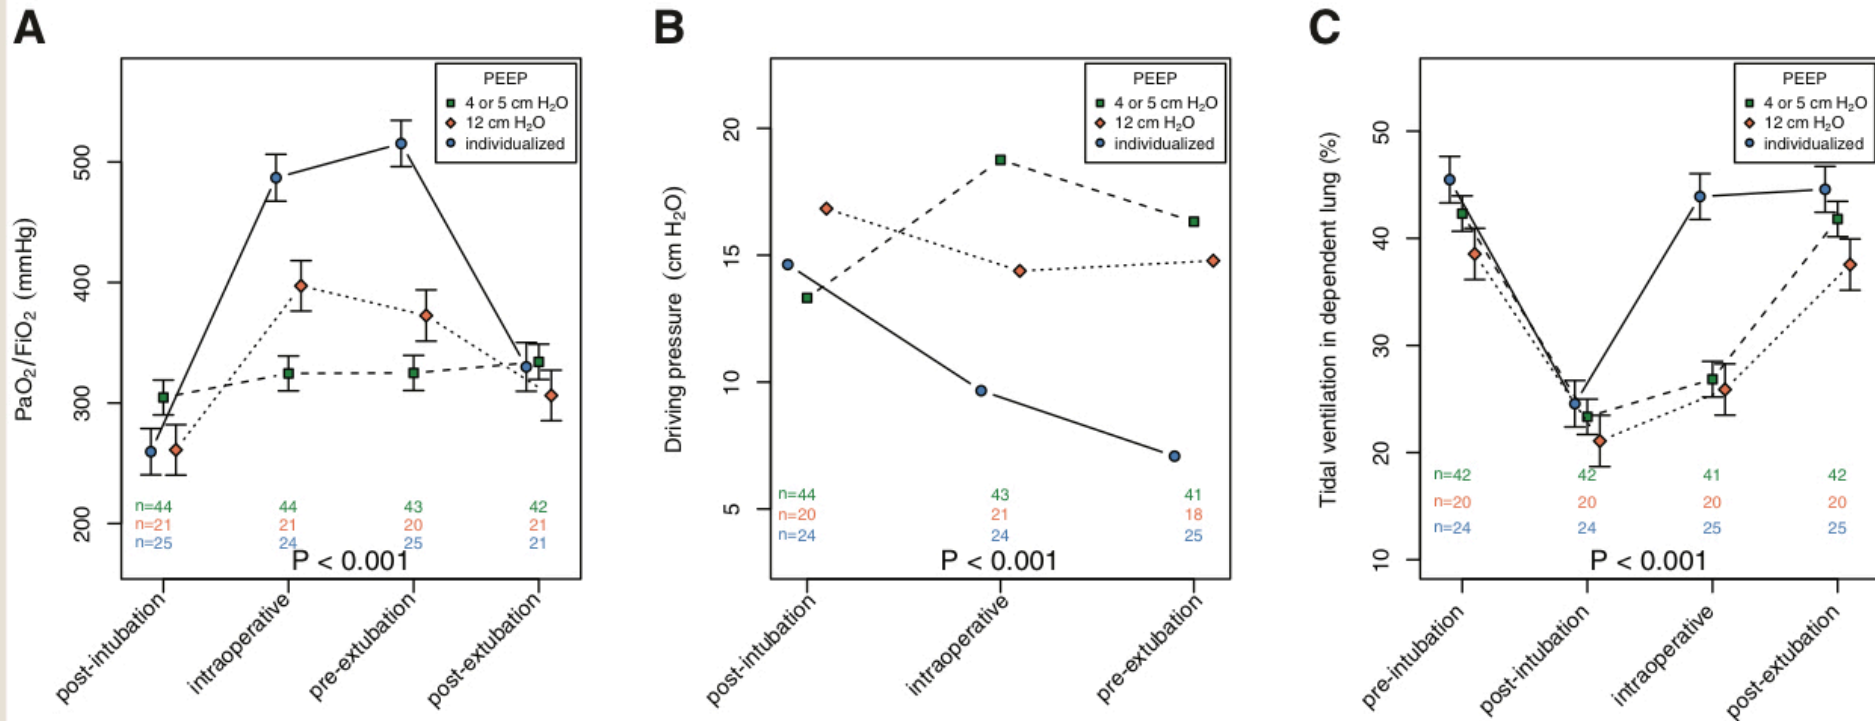 A
PaO₂/FiO₂ (mmHg)
500
400
300
200
PEEP
4 or 5 cm H₂O
12 cm H₂O
individualized
n=44 44 43 42
n=21 21 20 21
n=25 24 25 21
P < 0.001
post-intubation
intraoperative
pre-extubation
post-extubation
B
Driving pressure (cm H₂O)
20
15
10
5
PEEP
4 or 5 cm H₂O
12 cm H₂O
individualized
n=44 43 41
n=20 21 18
n=24 24 25
P < 0.001
post-intubation
intraoperative
pre-extubation
C
Tidal ventilation in dependent lung (%)
50
40
30
20
10
PEEP
4 or 5 cm H₂O
12 cm H₂O
individualized
n=42 42 41 42
n=20 20 20 20
n=24 24 25 25
P < 0.001
pre-intubation
post-intubation
intraoperative
post-extubation